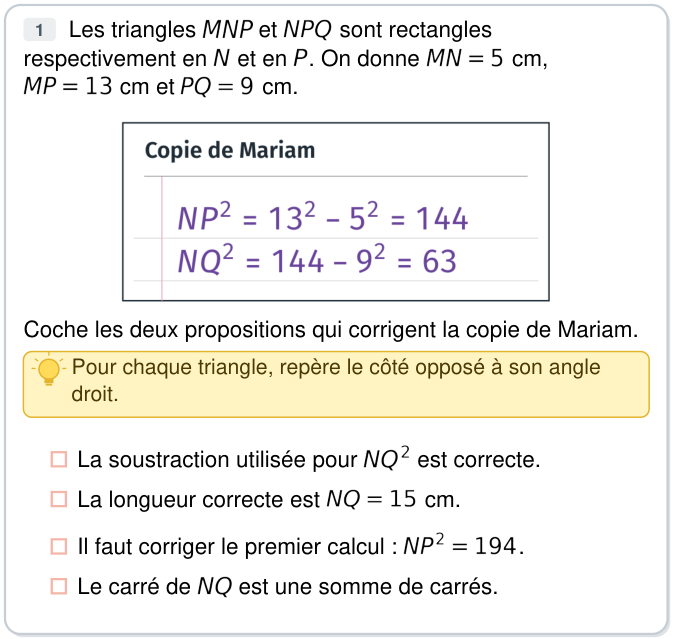 1 Les triangles MNP et NPQ sont rectangles
respectivement en N et en P. On donne MN = 5 cm,
MP = 13 cm et PQ = 9 cm.
Copie de Mariam
NP² = 13² – 5² = 144
NQ² = 144 – 9² = 63
Coche les deux propositions qui corrigent la copie de Mariam.
Pour chaque triangle, repère le côté opposé à son angle
droit.
☐ La soustraction utilisée pour NQ² est correcte.
☐ La longueur correcte est NQ = 15 cm.
☐ Il faut corriger le premier calcul : NP² = 194.
☐ Le carré de NQ est une somme de carrés.